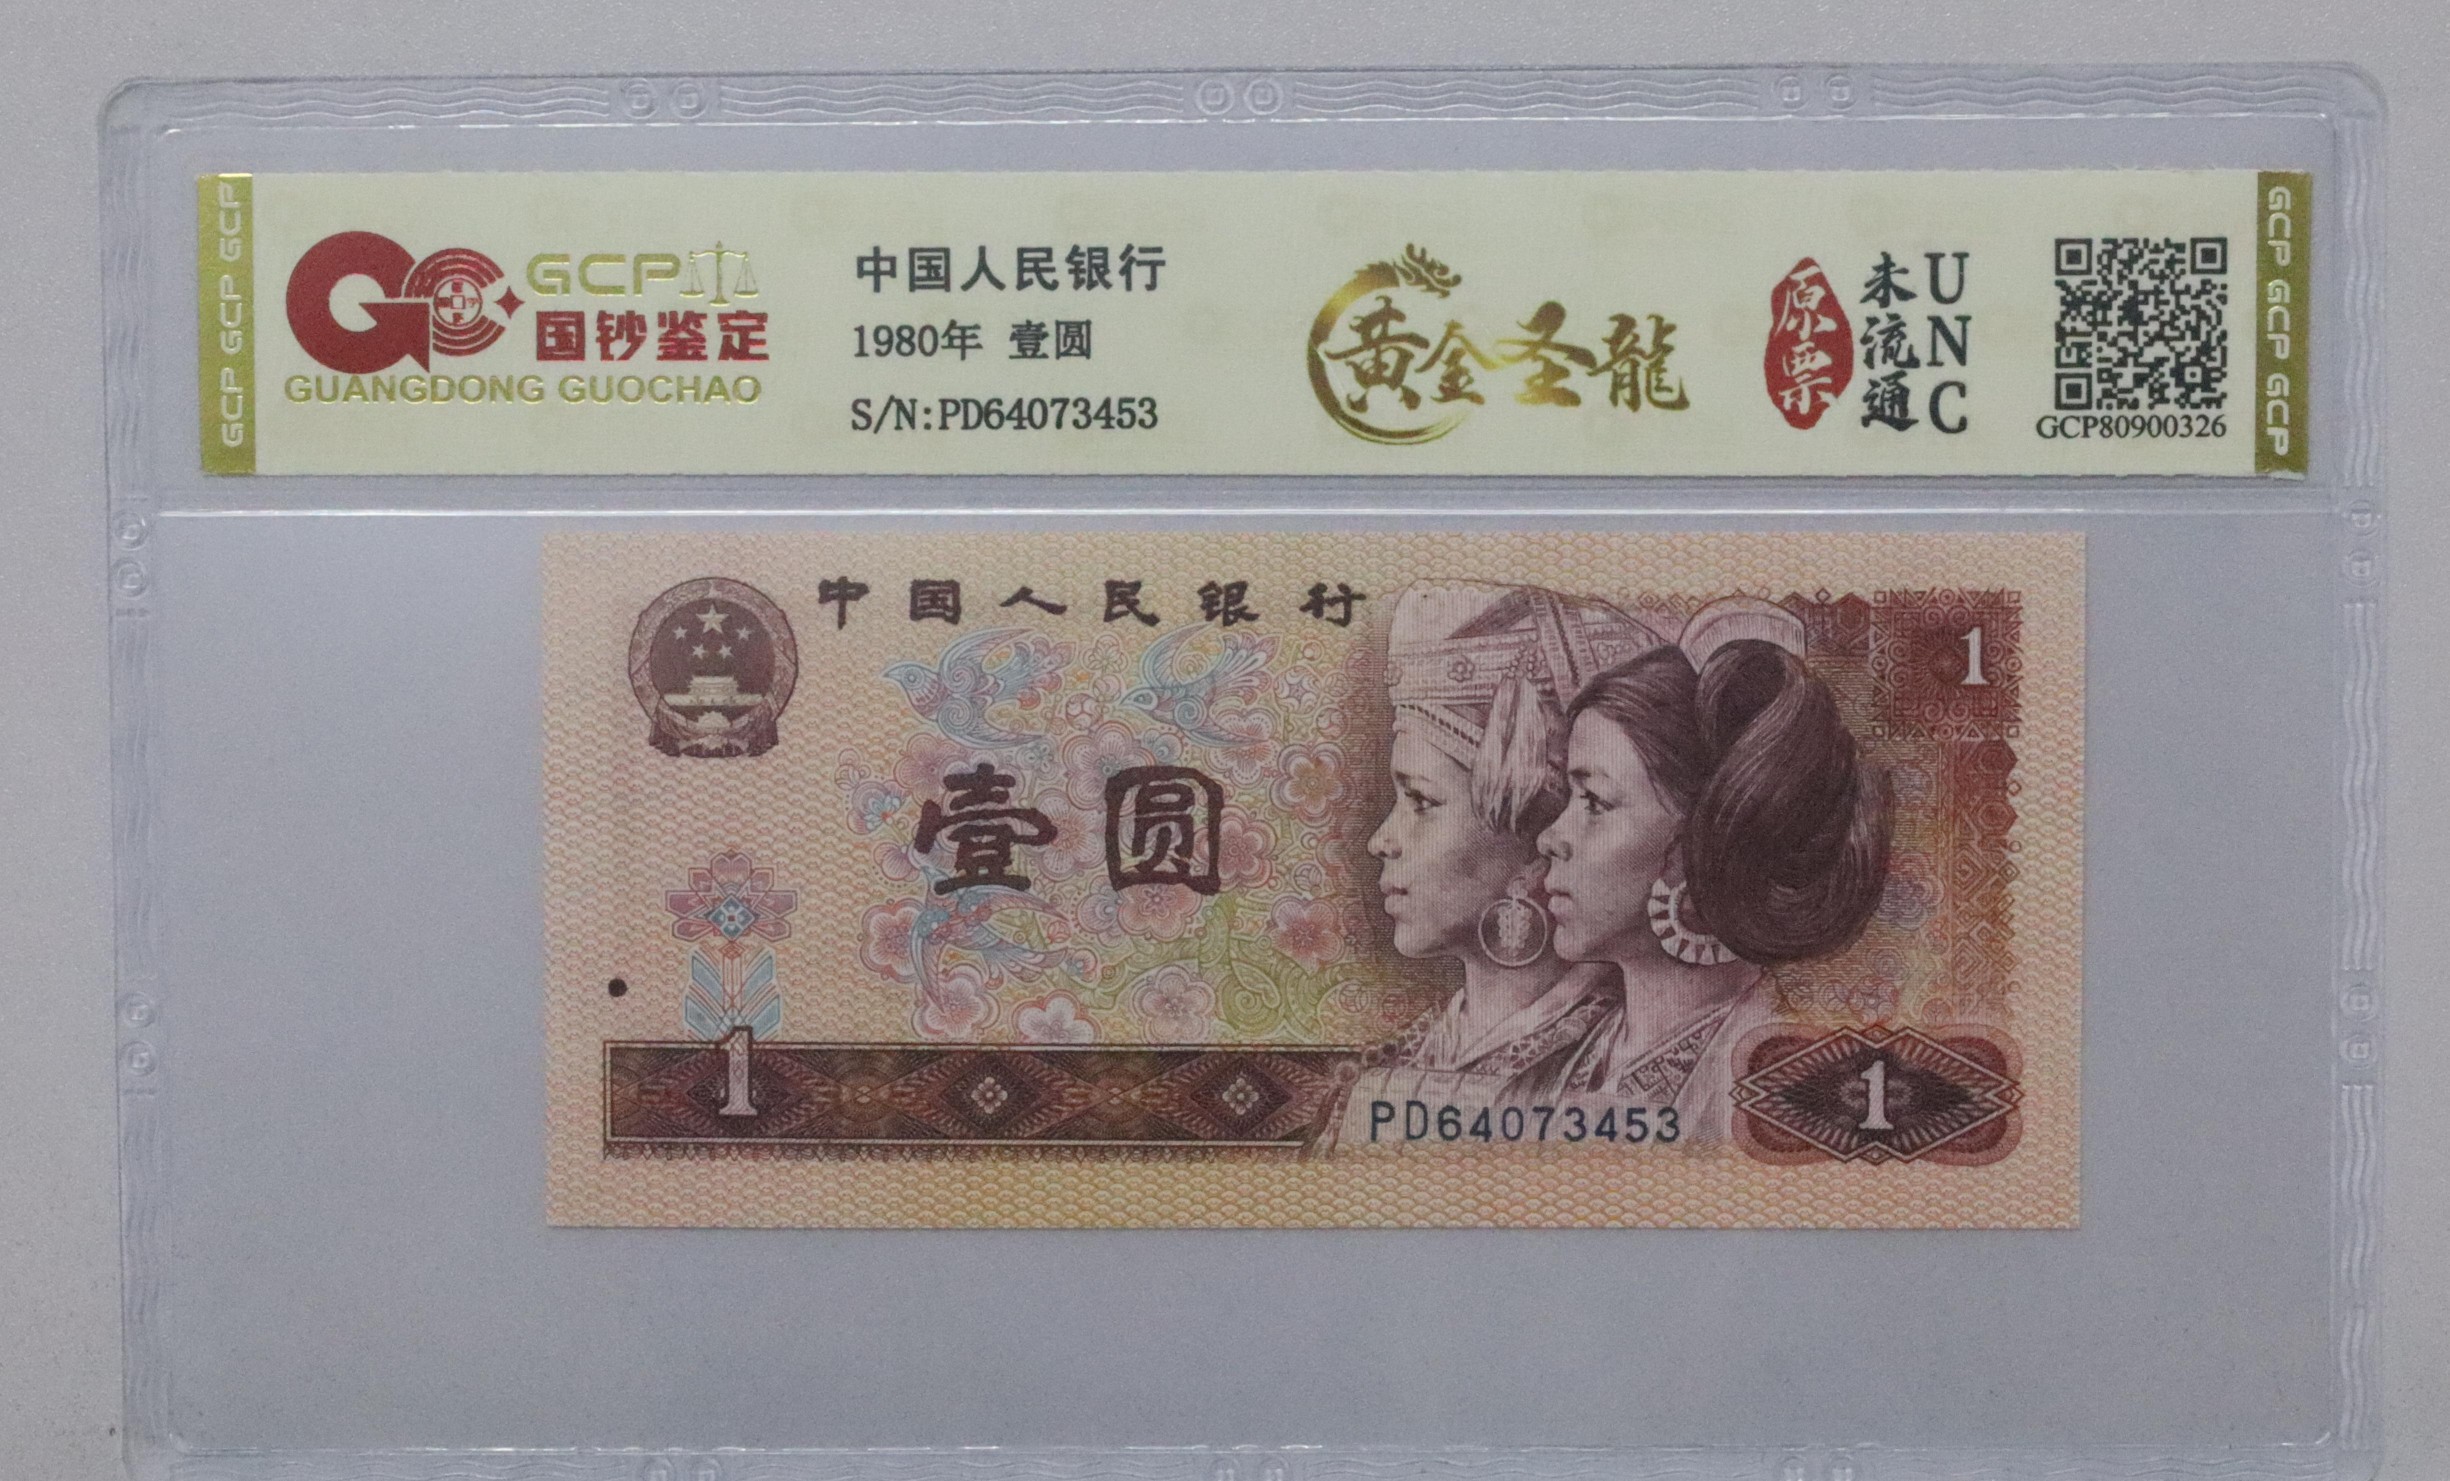 GCP GCP GCP
GCP
国钞鉴定
GUANGDONG GUOCHAO
中国人民银行
1980年 壹圆
S/N:PD64073453
黄金圣龍
原票
未流通
UNC
GCP80900326
GCP GCP GCP
中国人民银行
1
壹圆
1
PD64073453
1